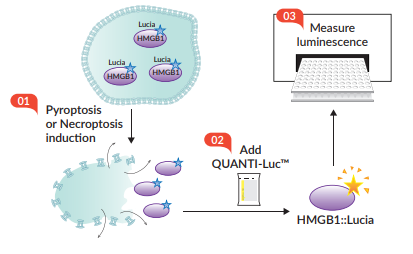 Lucia
HMGB1
Lucia
HMGB1
Lucia
HMGB1
01
Pyroptosis
or Necroptosis
induction
02
Add
QUANTI-Luc™
03
Measure
luminescence
HMGB1::Lucia